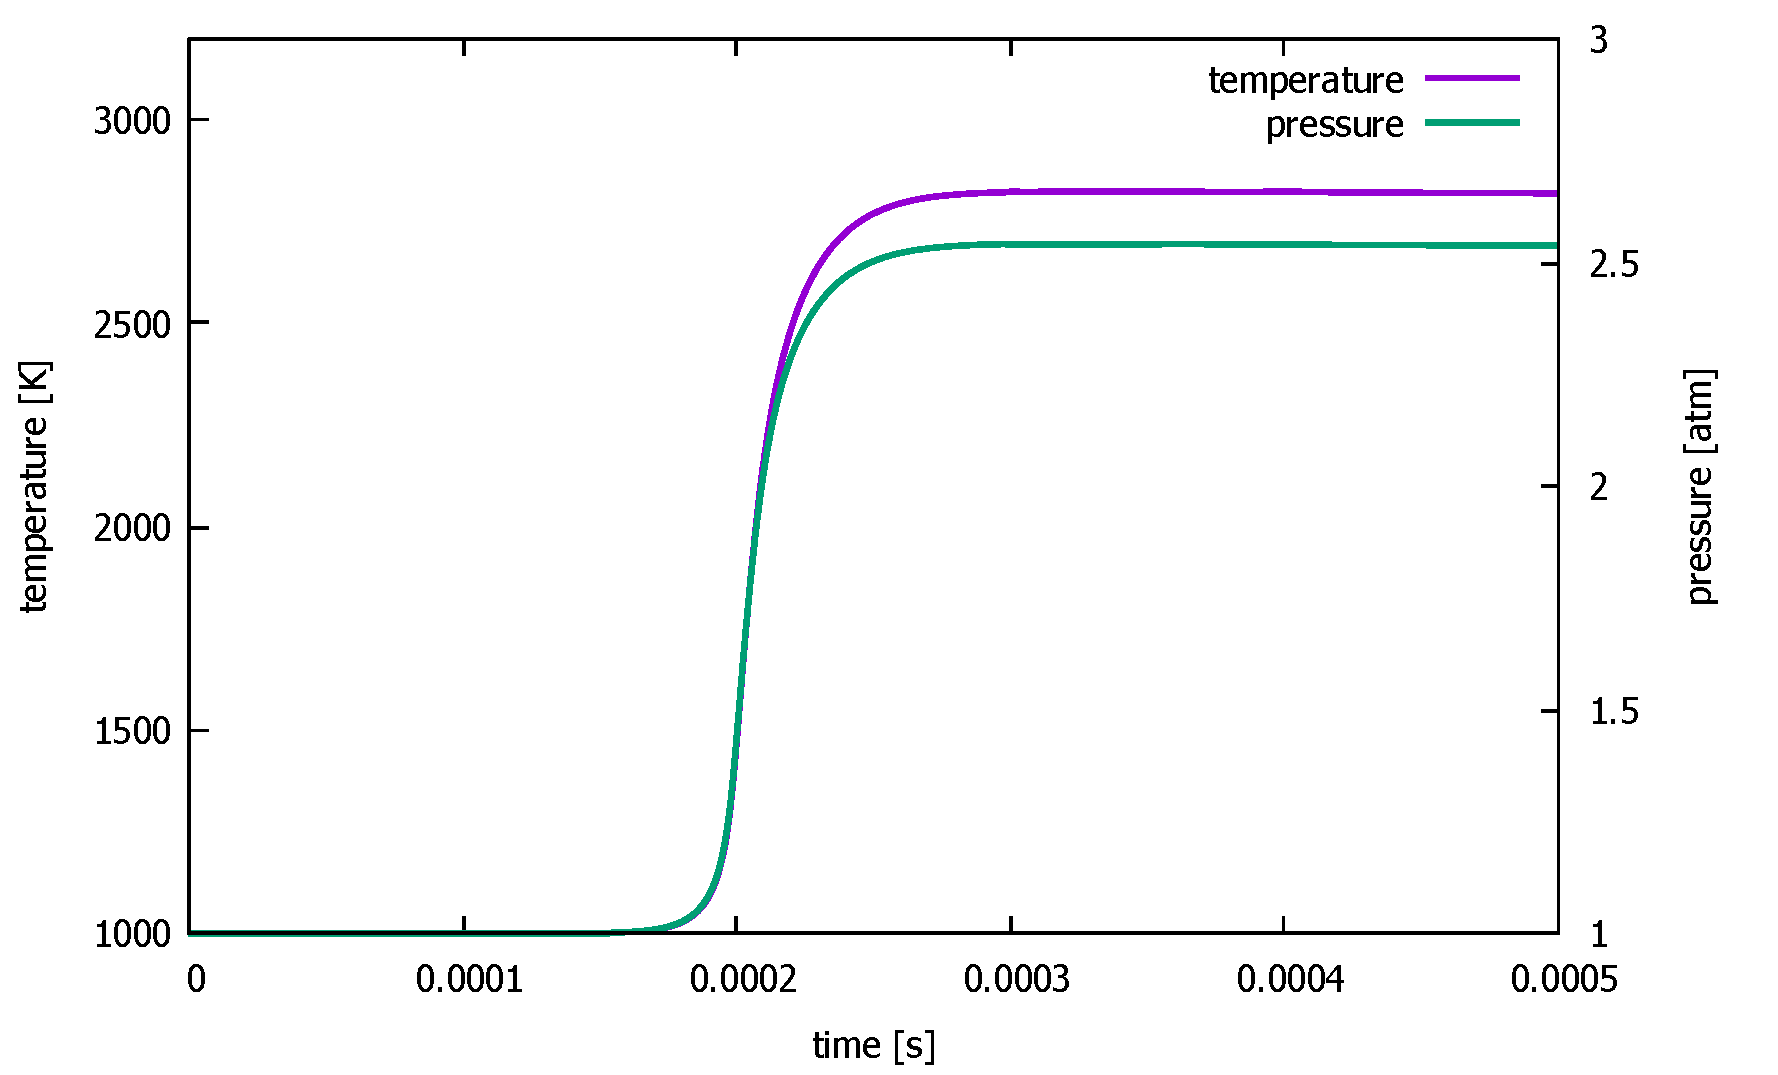 temperature
pressure
3000
2500
2000
1500
1000
3
2.5
2
1.5
1
temperature [K]
pressure [atm]
0 0.0001 0.0002 0.0003 0.0004 0.0005
time [s]